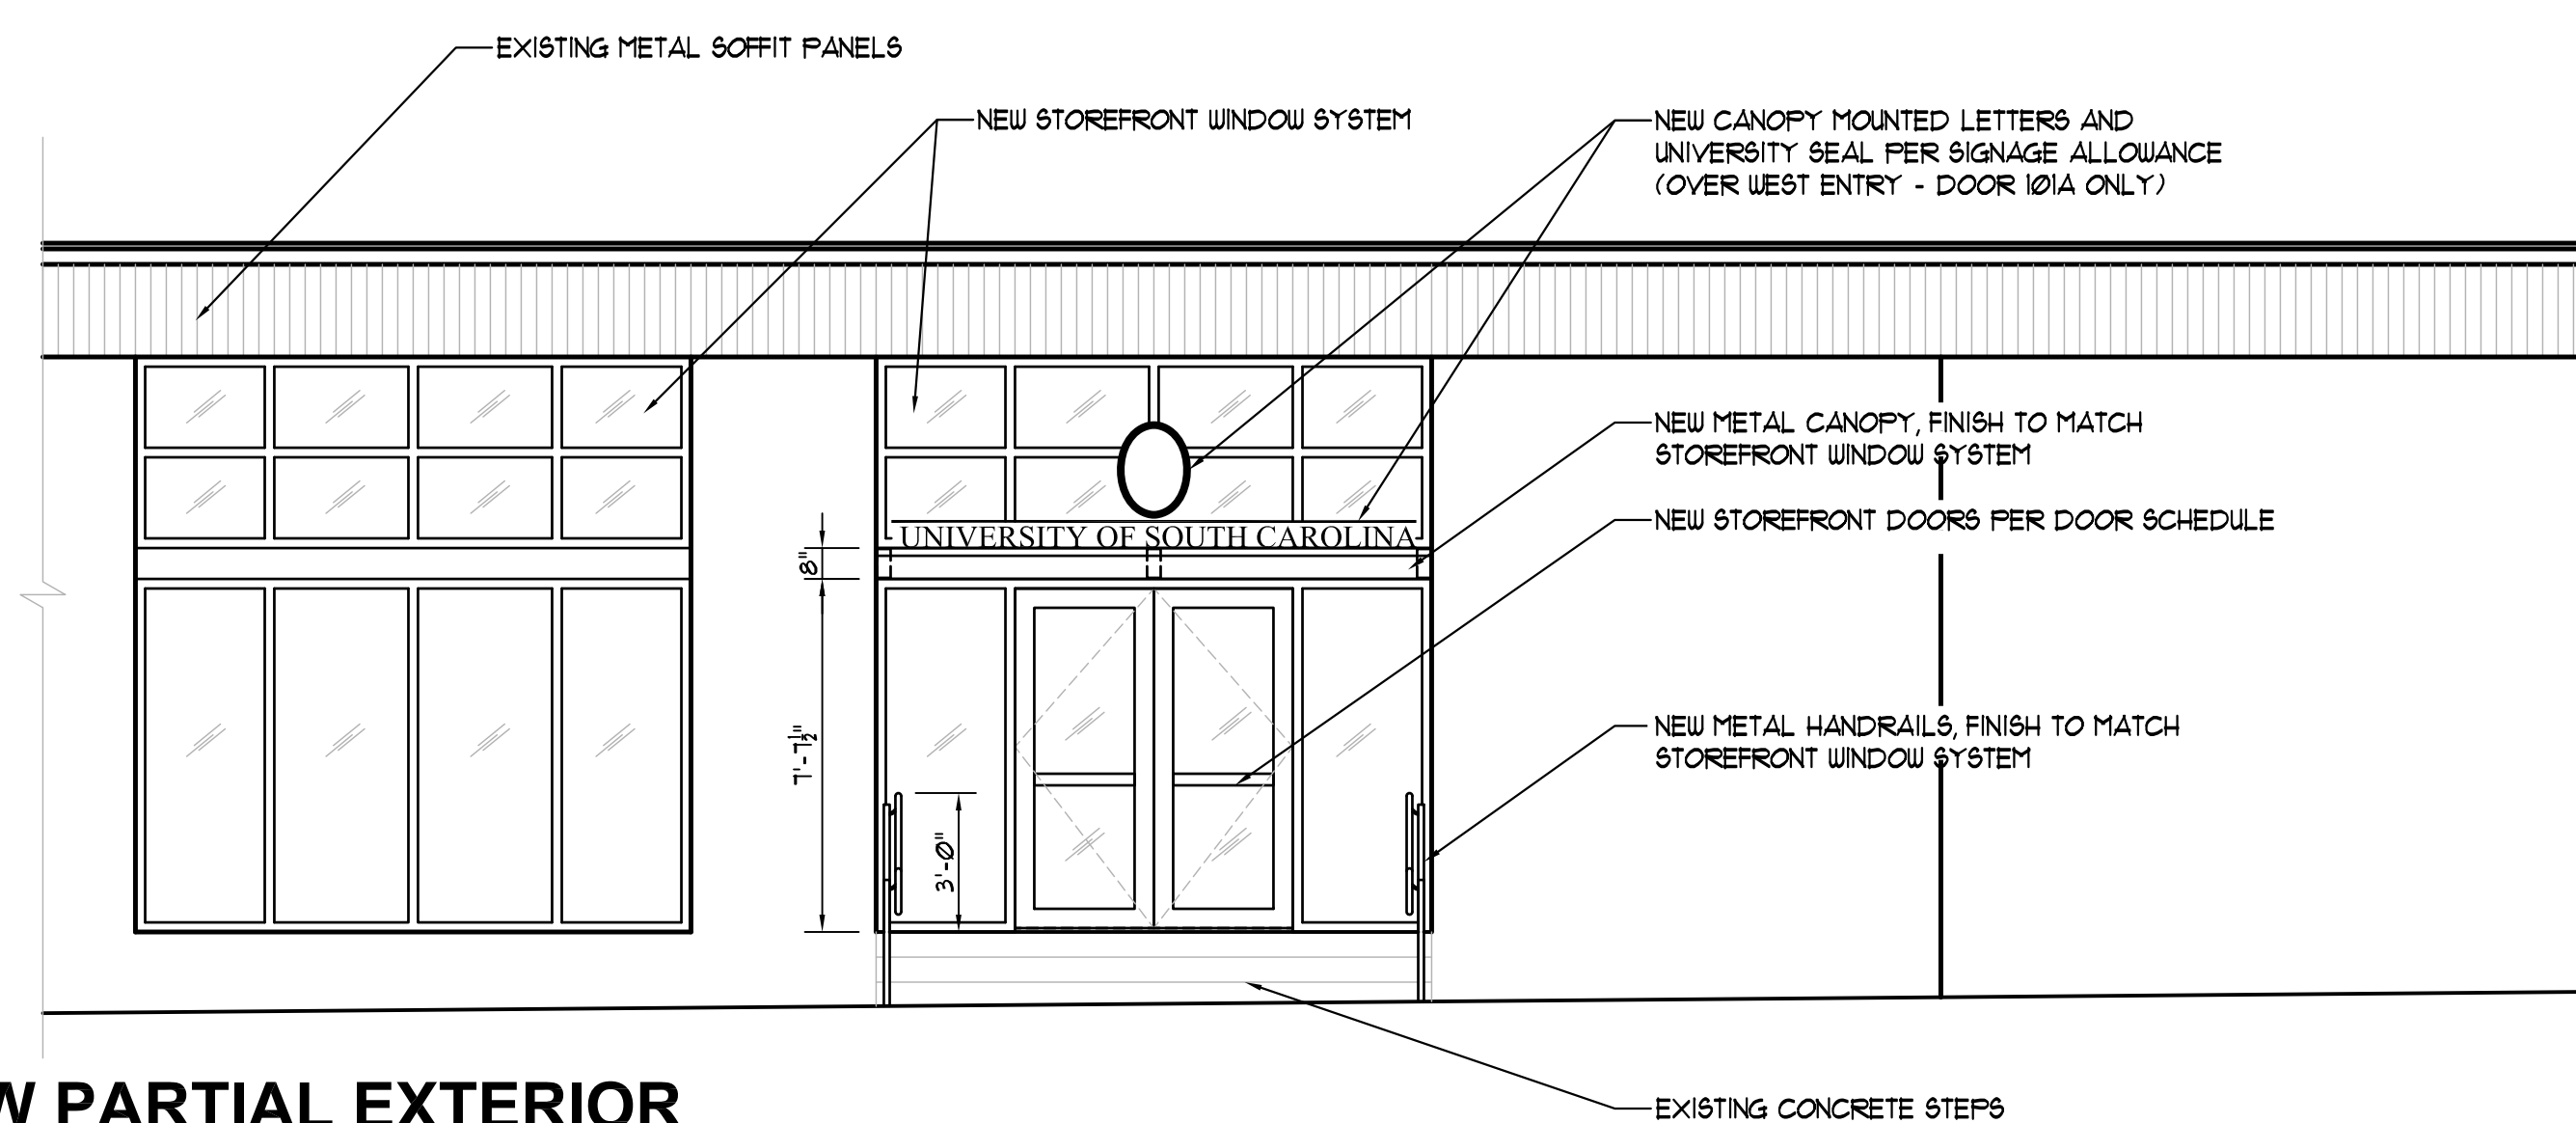 EXISTING METAL SOFFIT PANELS
NEW STOREFRONT WINDOW SYSTEM
NEW CANOPY MOUNTED LETTERS AND
UNIVERSITY SEAL PER SIGNAGE ALLOWANCE
(OVER WEST ENTRY - DOOR 101A ONLY)
NEW METAL CANOPY, FINISH TO MATCH
STOREFRONT WINDOW SYSTEM
NEW STOREFRONT DOORS PER DOOR SCHEDULE
UNIVERSITY OF SOUTH CAROLINA
8"
7'-7½"
3'-0"
NEW METAL HANDRAILS, FINISH TO MATCH
STOREFRONT WINDOW SYSTEM
EXISTING CONCRETE STEPS
W PARTIAL EXTERIOR